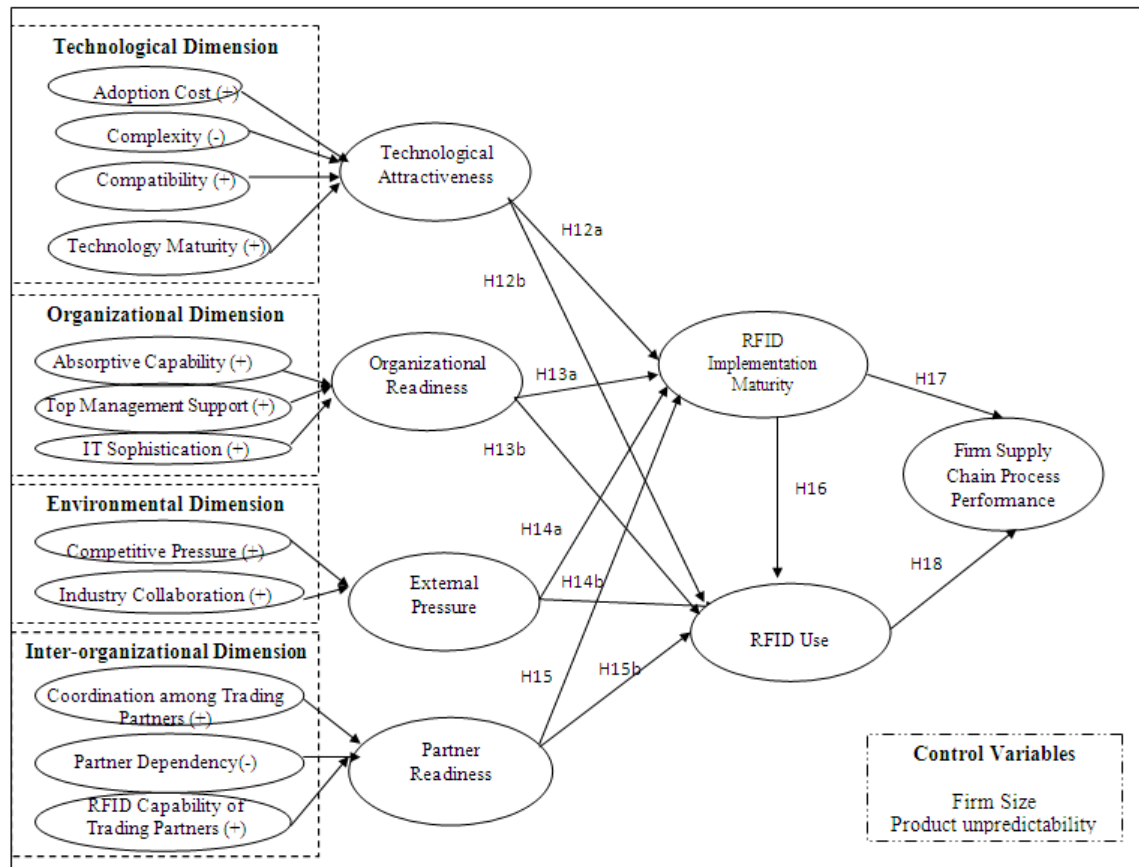 Technological Dimension
Adoption Cost (+)
Complexity (-)
Compatibility (+)
Technology Maturity (+)
Organizational Dimension
Absorptive Capability (+)
Top Management Support (+)
IT Sophistication (+)
Environmental Dimension
Competitive Pressure (+)
Industry Collaboration (+)
Inter-organizational Dimension
Coordination among Trading
Partners (+)
Partner Dependency(-)
RFID Capability of
Trading Partners (+)
Technological
Attractiveness
Organizational
Readiness
External
Pressure
Partner
Readiness
H12a
H12b
H13a
H13b
H14a
H14b
H15
H15b
RFID
Implementation
Maturity
H16
RFID Use
H17
H18
Firm Supply
Chain Process
Performance
Control Variables
Firm Size
Product unpredictability